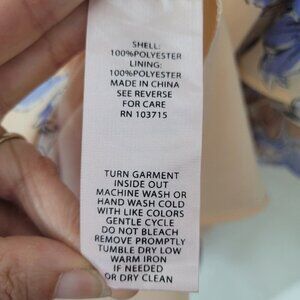 SHELL:
100%POLYESTER
LINING:
100%POLYESTER
MADE IN CHINA
SEE REVERSE
FOR CARE
RN 103715
TURN GARMENT
INSIDE OUT
MACHINE WASH OR
HAND WASH COLD
WITH LIKE COLORS
GENTLE CYCLE
DO NOT BLEACH
REMOVE PROMPTLY
TUMBLE DRY LOW
WARM IRON
IF NEEDED
OR DRY CLEAN